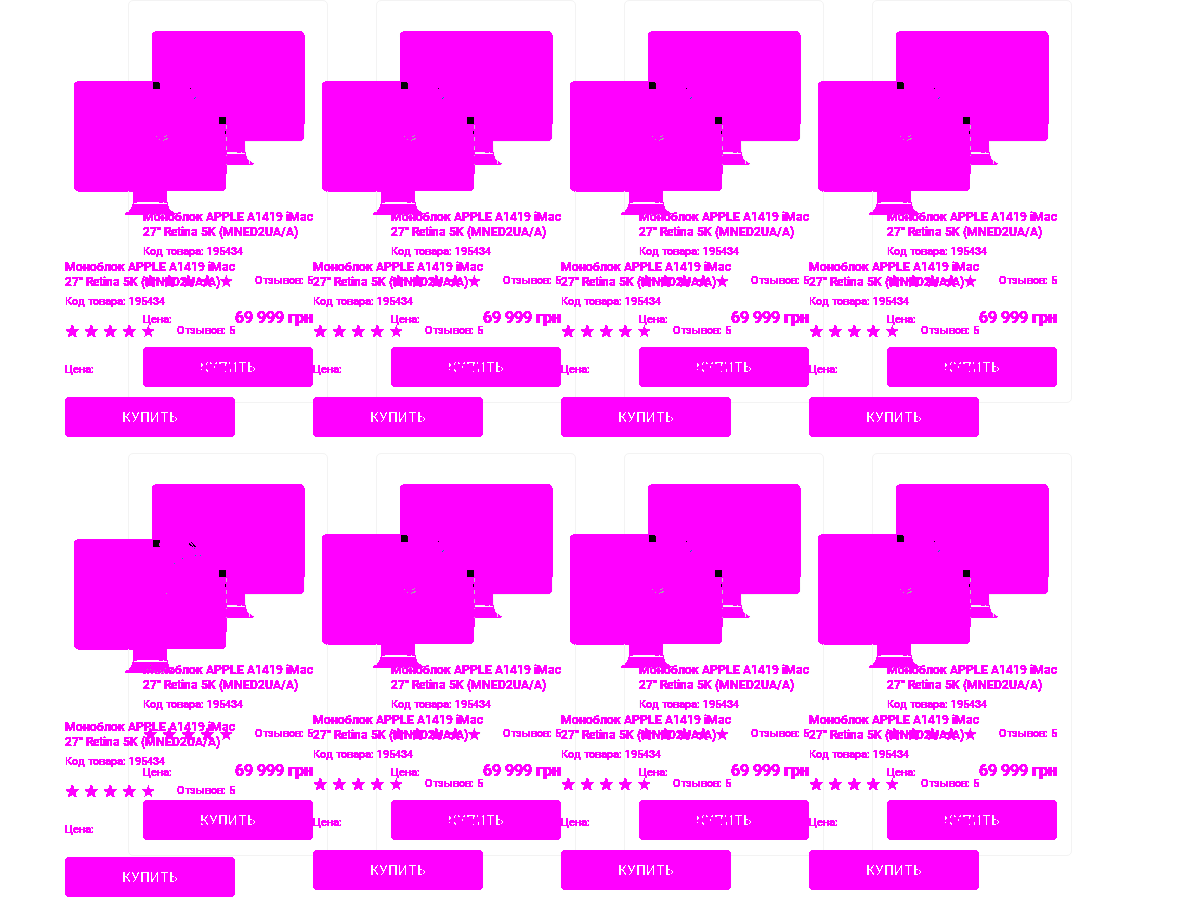 Моноблок APPLE A1419 iMac Моноблок APPLE A1419 iMac Моноблок APPLE A1419 iMac Моноблок APPLE A1419 iMac
27" Retina 5K (MNED2UA/A) 27" Retina 5K (MNED2UA/A) 27" Retina 5K (MNED2UA/A) 27" Retina 5K (MNED2UA/A)
Код товара: 195434 Код товара: 195434 Код товара: 195434 Код товара: 195434
Моноблок APPLE A1419 iMac Моноблок APPLE A1419 iMac Моноблок APPLE A1419 iMac Моноблок APPLE A1419 iMac
27" Retina 5K (MNED2UA/A) Отзывов: 5 27" Retina 5K (MNED2UA/A) Отзывов: 5 27" Retina 5K (MNED2UA/A) Отзывов: 5 27" Retina 5K (MNED2UA/A) Отзывов: 5
Код товара: 195434 Код товара: 195434 Код товара: 195434 Код товара: 195434
Цена: 69 999 грн Цена: 69 999 грн Цена: 69 999 грн Цена: 69 999 грн
Отзывов: 5 Отзывов: 5 Отзывов: 5 Отзывов: 5
Цена: КУПИТЬ Цена: КУПИТЬ Цена: КУПИТЬ Цена: КУПИТЬ
КУПИТЬ КУПИТЬ КУПИТЬ КУПИТЬ
Моноблок APPLE A1419 iMac Моноблок APPLE A1419 iMac Моноблок APPLE A1419 iMac Моноблок APPLE A1419 iMac
27" Retina 5K (MNED2UA/A) 27" Retina 5K (MNED2UA/A) 27" Retina 5K (MNED2UA/A) 27" Retina 5K (MNED2UA/A)
Код товара: 195434 Код товара: 195434 Код товара: 195434 Код товара: 195434
Моноблок APPLE A1419 iMac Моноблок APPLE A1419 iMac Моноблок APPLE A1419 iMac Моноблок APPLE A1419 iMac
27" Retina 5K (MNED2UA/A) Отзывов: 5 27" Retina 5K (MNED2UA/A) Отзывов: 5 27" Retina 5K (MNED2UA/A) Отзывов: 5 27" Retina 5K (MNED2UA/A) Отзывов: 5
Код товара: 195434 Код товара: 195434 Код товара: 195434 Код товара: 195434
Цена: 69 999 грн Цена: 69 999 грн Цена: 69 999 грн Цена: 69 999 грн
Отзывов: 5 Отзывов: 5 Отзывов: 5 Отзывов: 5
Цена: КУПИТЬ Цена: КУПИТЬ Цена: КУПИТЬ Цена: КУПИТЬ
КУПИТЬ КУПИТЬ КУПИТЬ КУПИТЬ